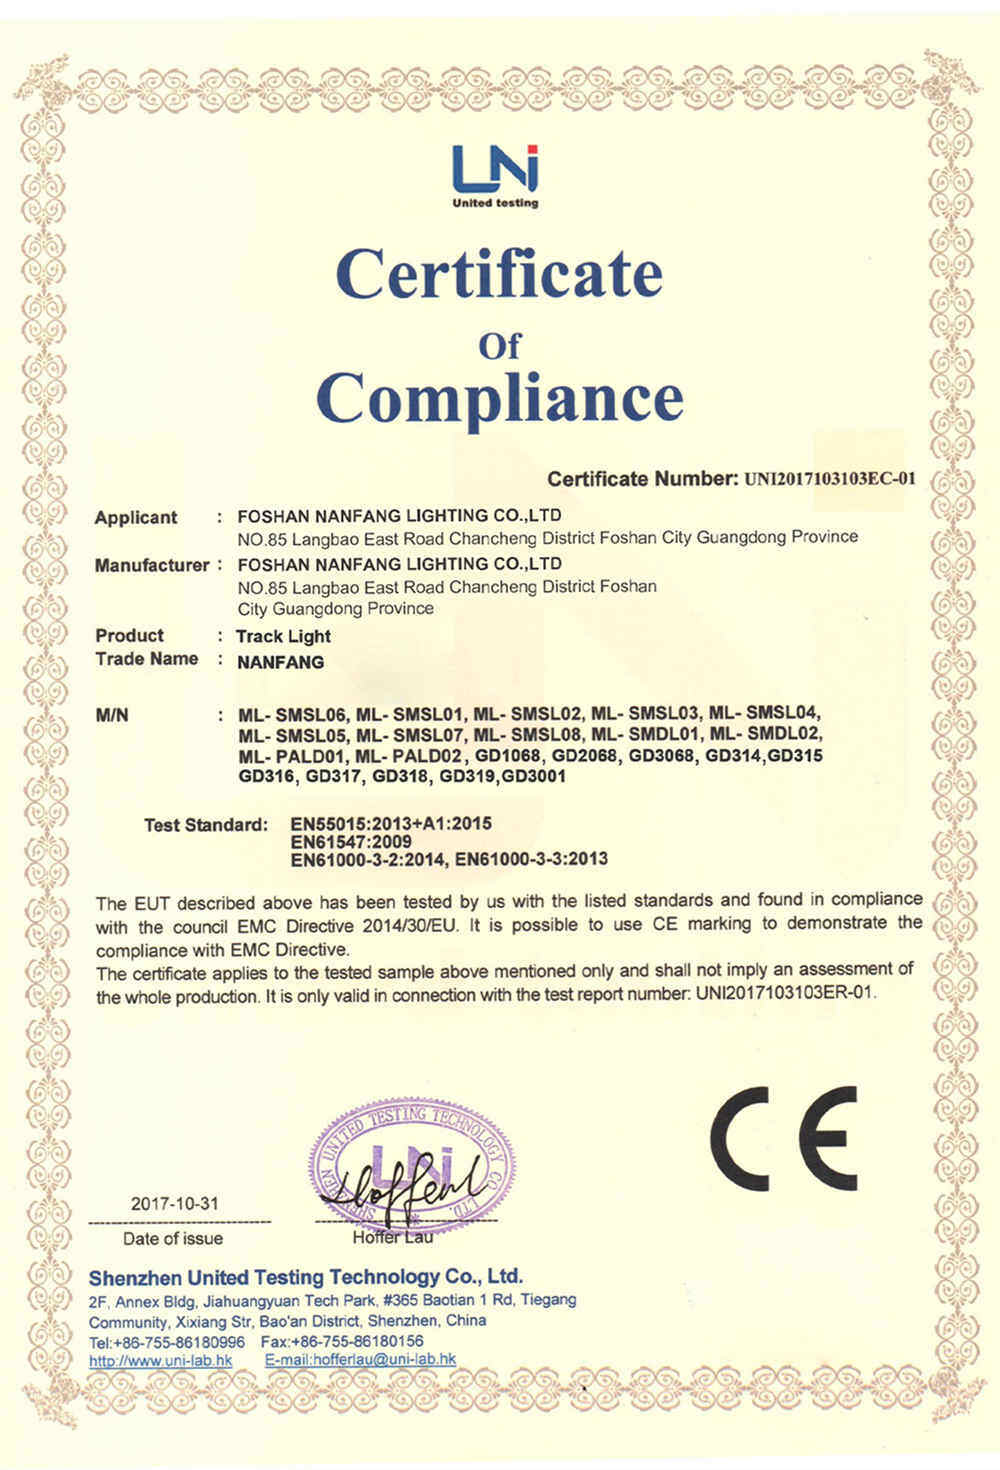 UNi
United testing
Certificate
Of
Compliance
Certificate Number: UNI2017103103EC-01
Applicant : FOSHAN NANFANG LIGHTING CO.,LTD
NO.85 Langbao East Road Chancheng District Foshan City Guangdong Province
Manufacturer : FOSHAN NANFANG LIGHTING CO.,LTD
NO.85 Langbao East Road Chancheng District Foshan
City Guangdong Province
Product : Track Light
Trade Name : NANFANG
M/N : ML- SMSL06, ML- SMSL01, ML- SMSL02, ML- SMSL03, ML- SMSL04,
ML- SMSL05, ML- SMSL07, ML- SMSL08, ML- SMDL01, ML- SMDL02,
ML- PALD01, ML- PALD02, GD1068, GD2068, GD3068, GD314,GD315
GD316, GD317, GD318, GD319,GD3001
Test Standard: EN55015:2013+A1:2015
EN61547:2009
EN61000-3-2:2014, EN61000-3-3:2013
The EUT described above has been tested by us with the listed standards and found in compliance
with the council EMC Directive 2014/30/EU. It is possible to use CE marking to demonstrate the
compliance with EMC Directive.
The certificate applies to the tested sample above mentioned only and shall not imply an assessment of
the whole production. It is only valid in connection with the test report number: UNI2017103103ER-01.
CE
SHENZHEN UNITED TESTING TECHNOLOGY CO., LTD.
UNi
2017-10-31
Date of issue
Hoffer Lau
Shenzhen United Testing Technology Co., Ltd.
2F, Annex Bldg, Jiahuangyuan Tech Park, #365 Baotian 1 Rd, Tiegang
Community, Xixiang Str, Bao'an District, Shenzhen, China
Tel:+86-755-86180996 Fax:+86-755-86180156
http://www.uni-lab.hk E-mail:hofferlau@uni-lab.hk